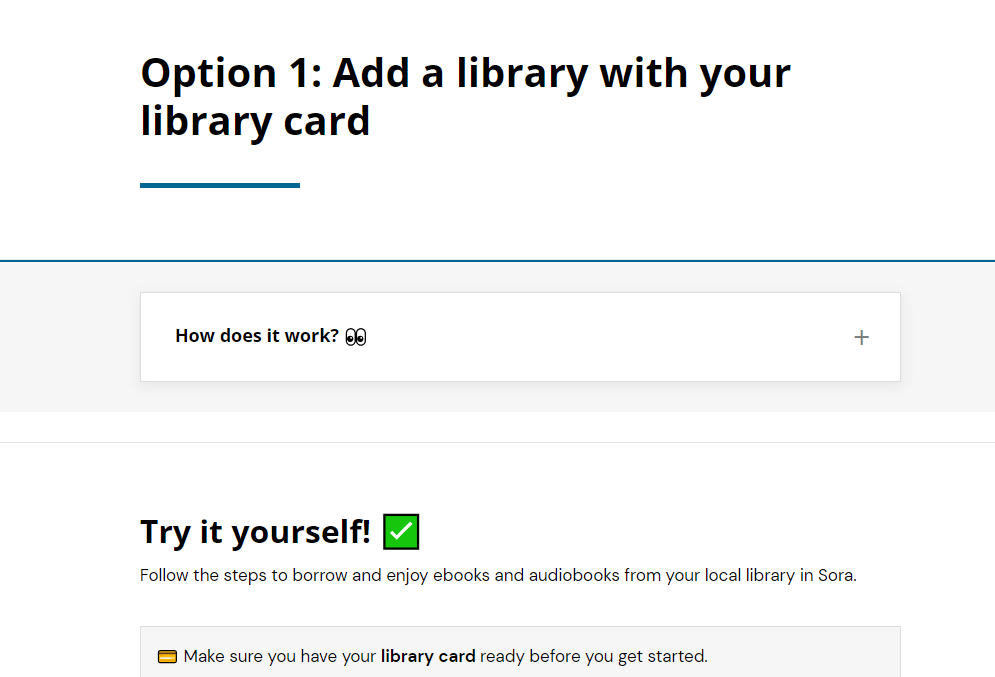 Option 1: Add a library with your
library card
How does it work? 👀
Try it yourself! ✅
Follow the steps to borrow and enjoy ebooks and audiobooks from your local library in Sora.
💳 Make sure you have your library card ready before you get started.